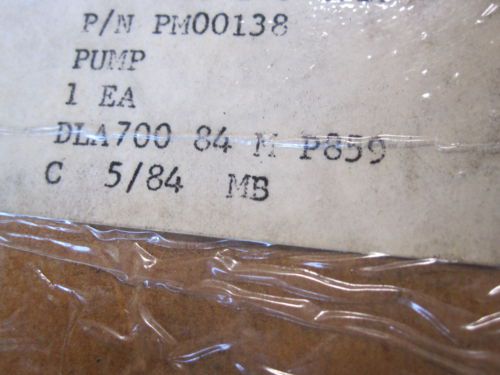 P/N PM00138
PUMP
1 EA
DLA700 84 M P859
C 5/84 MB